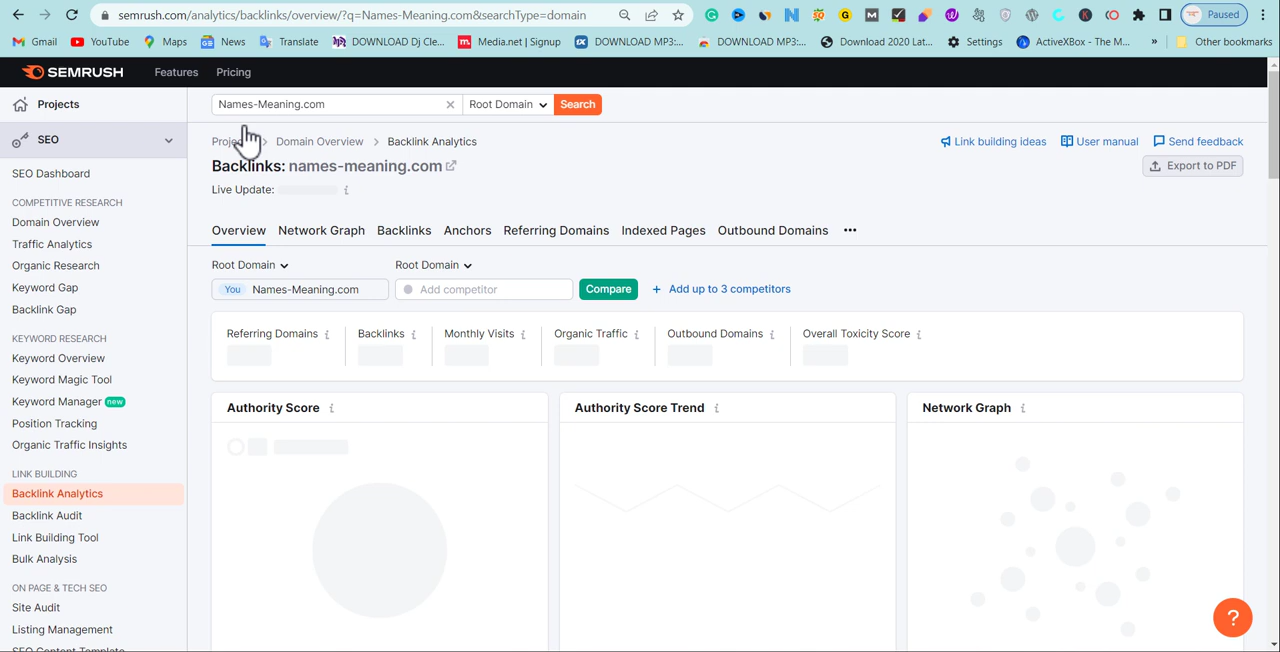 semrush.com/analytics/backlinks/overview/?q=Names-Meaning.com&searchType=domain
Paused
Gmail YouTube Maps News Translate DOWNLOAD Dj Cle... Media.net | Signup DOWNLOAD MP3:... DOWNLOAD MP3:... Download 2020 Lat... Settings ActiveXBox - The M... » Other bookmarks
SEMRUSH Features Pricing
Projects
Names-Meaning.com Root Domain Search
SEO
Projects > Domain Overview > Backlink Analytics
Link building ideas User manual Send feedback
Backlinks: names-meaning.com
Export to PDF
Live Update:
Overview Network Graph Backlinks Anchors Referring Domains Indexed Pages Outbound Domains •••
Root Domain Root Domain
You Names-Meaning.com Add competitor Compare + Add up to 3 competitors
Referring Domains Backlinks Monthly Visits Organic Traffic Outbound Domains Overall Toxicity Score
Authority Score
Authority Score Trend
Network Graph
SEO Dashboard
COMPETITIVE RESEARCH
Domain Overview
Traffic Analytics
Organic Research
Keyword Gap
Backlink Gap
KEYWORD RESEARCH
Keyword Overview
Keyword Magic Tool
Keyword Manager new
Position Tracking
Organic Traffic Insights
LINK BUILDING
Backlink Analytics
Backlink Audit
Link Building Tool
Bulk Analysis
ON PAGE & TECH SEO
Site Audit
Listing Management
SEO Content Template
?